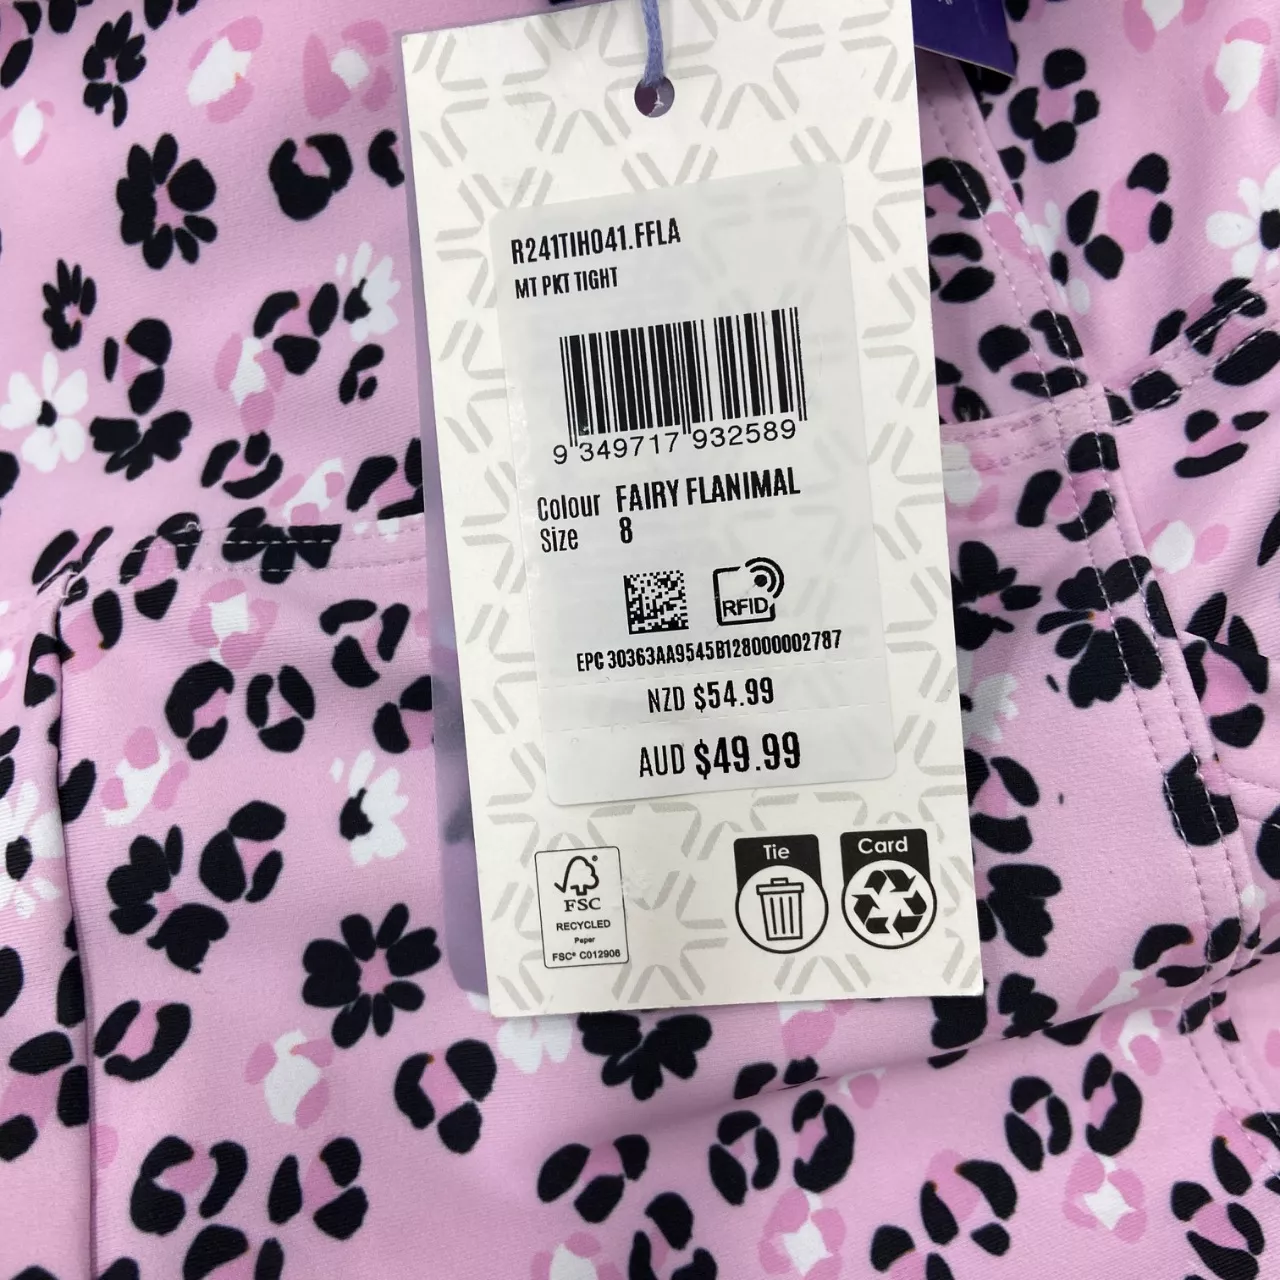 R241TIH041.FFLA
MT PKT TIGHT
9 349717 932589
Colour FAIRY FLANIMAL
Size 8
RFID
EPC 30363AA9545B128000002787
NZD $54.99
AUD $49.99
FSC
RECYCLED
Paper
FSC® C012906
Tie
Card